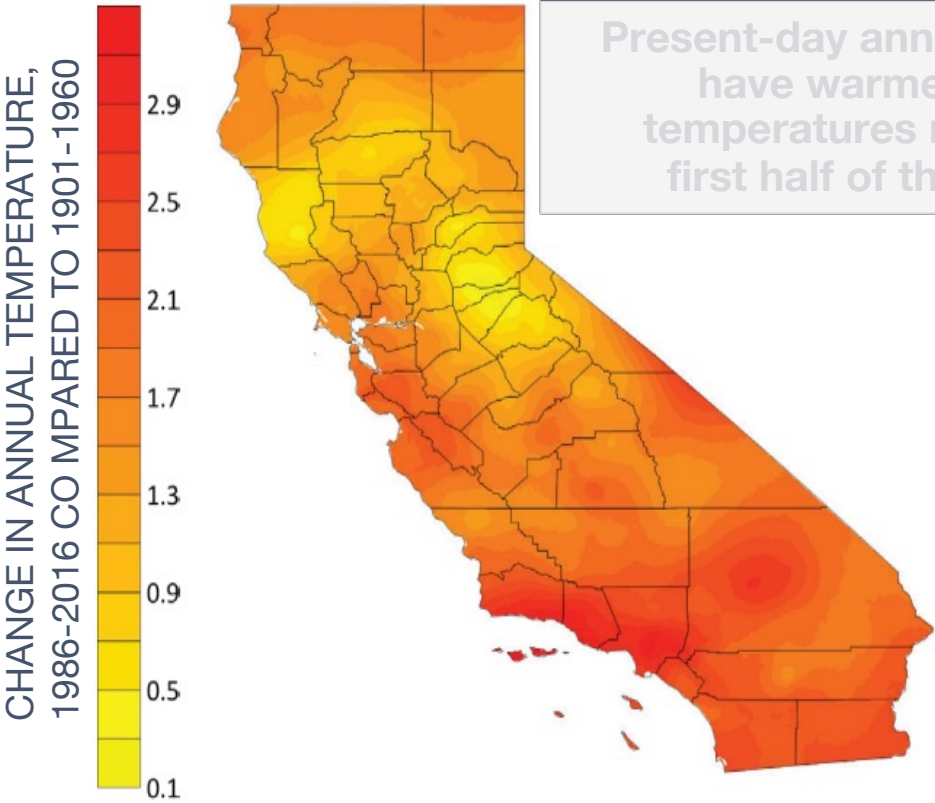 CHANGE IN ANNUAL TEMPERATURE,
1986-2016 CO MPARED TO 1901-1960
2.9
2.5
2.1
1.7
1.3
0.9
0.5
0.1
Present-day ann
have warme
temperatures
first half of th